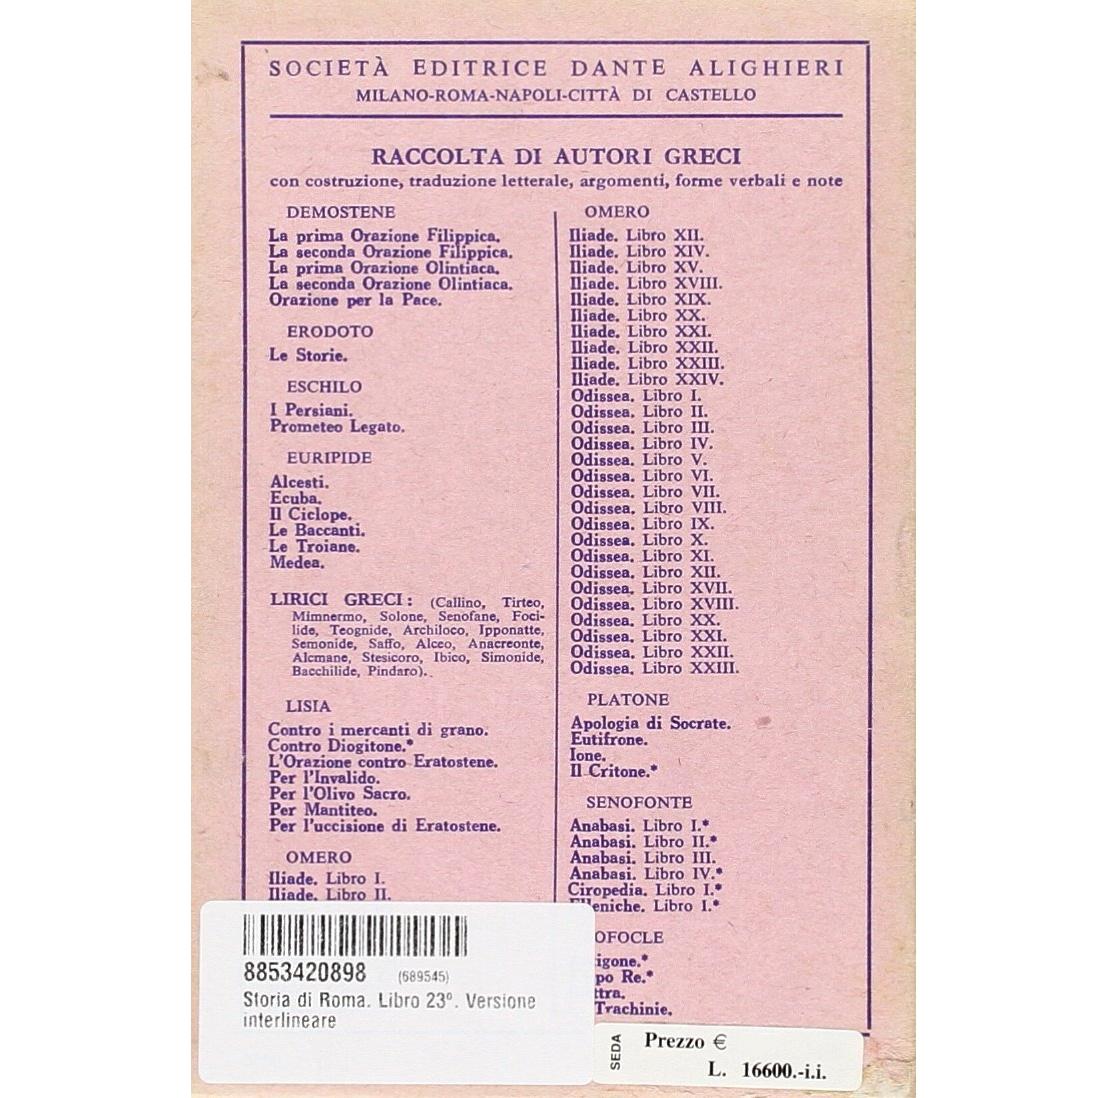 SOCIETÀ EDITRICE DANTE ALIGHIERI
MILANO-ROMA-NAPOLI-CITTÀ DI CASTELLO
RACCOLTA DI AUTORI GRECI
con costruzione, traduzione letterale, argomenti, forme verbali e note
DEMOSTENE
La prima Orazione Filippica.
La seconda Orazione Filippica.
La prima Orazione Olintiaca.
La seconda Orazione Olintiaca.
Orazione per la Pace.
ERODOTO
Le Storie.
ESCHILO
I Persiani.
Prometeo Legato.
EURIPIDE
Alcesti.
Ecuba.
Il Ciclope.
Le Baccanti.
Le Troiane.
Medea.
LIRICI GRECI: (Callino, Tirteo,
Mimnermo, Solone, Senofane, Foci-
lide, Teognide, Archiloco, Ipponatte,
Semonide, Saffo, Alceo, Anacreonte,
Alcmane, Stesicoro, Ibico, Simonide,
Bacchilide, Pindaro).
LISIA
Contro i mercanti di grano.
Contro Diogitone.*
L'Orazione contro Eratostene.
Per l'Invalido.
Per l'Olivo Sacro.
Per Mantiteo.
Per l'uccisione di Eratostene.
OMERO
Iliade. Libro I.
Iliade. Libro II.
OMERO
Iliade. Libro XII.
Iliade. Libro XIV.
Iliade. Libro XV.
Iliade. Libro XVIII.
Iliade. Libro XIX.
Iliade. Libro XX.
Iliade. Libro XXI.
Iliade. Libro XXII.
Iliade. Libro XXIII.
Iliade. Libro XXIV.
Odissea. Libro I.
Odissea. Libro II.
Odissea. Libro III.
Odissea. Libro IV.
Odissea. Libro V.
Odissea. Libro VI.
Odissea. Libro VII.
Odissea. Libro VIII.
Odissea. Libro IX.
Odissea. Libro X.
Odissea. Libro XI.
Odissea. Libro XII.
Odissea. Libro XVII.
Odissea. Libro XVIII.
Odissea. Libro XX.
Odissea. Libro XXI.
Odissea. Libro XXII.
Odissea. Libro XXIII.
PLATONE
Apologia di Socrate.
Eutifrone.
Ione.
Il Critone.*
SENOFONTE
Anabasi. Libro I.*
Anabasi. Libro II.*
Anabasi. Libro III.
Anabasi. Libro IV.*
Ciropedia. Libro I.*
Elleniche. Libro I.*
OFOCLE
igone.*
po Re.*
ttra.
Trachinie.
8853420898 (689545)
Storia di Roma. Libro 23°. Versione
interlineare
SEDA
Prezzo €
L. 16600.-i.i.